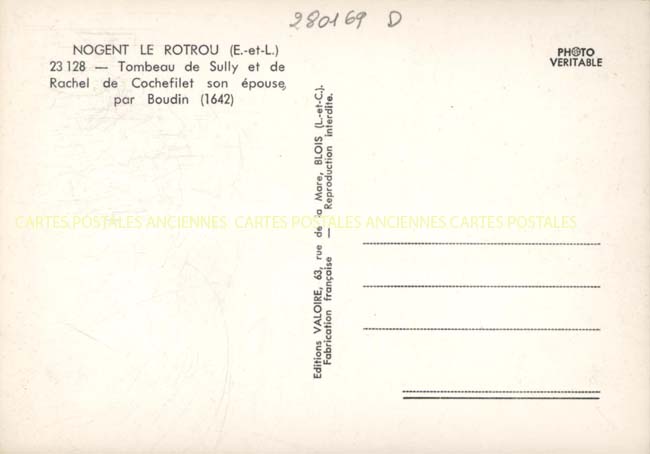 280169 D
NOGENT LE ROTROU (E.-et-L.)
23 128 — Tombeau de Sully et de
Rachel de Cochefilet son épouse,
par Boudin (1642)
PHOTO
VERITABLE
Editions VALOIRE, 63, rue de la Mare, BLOIS (L.-et-C.).
Fabrication française — Reproduction interdite.
CARTES POSTALES ANCIENNES CARTES POSTALES ANCIENNES CARTES POSTALES